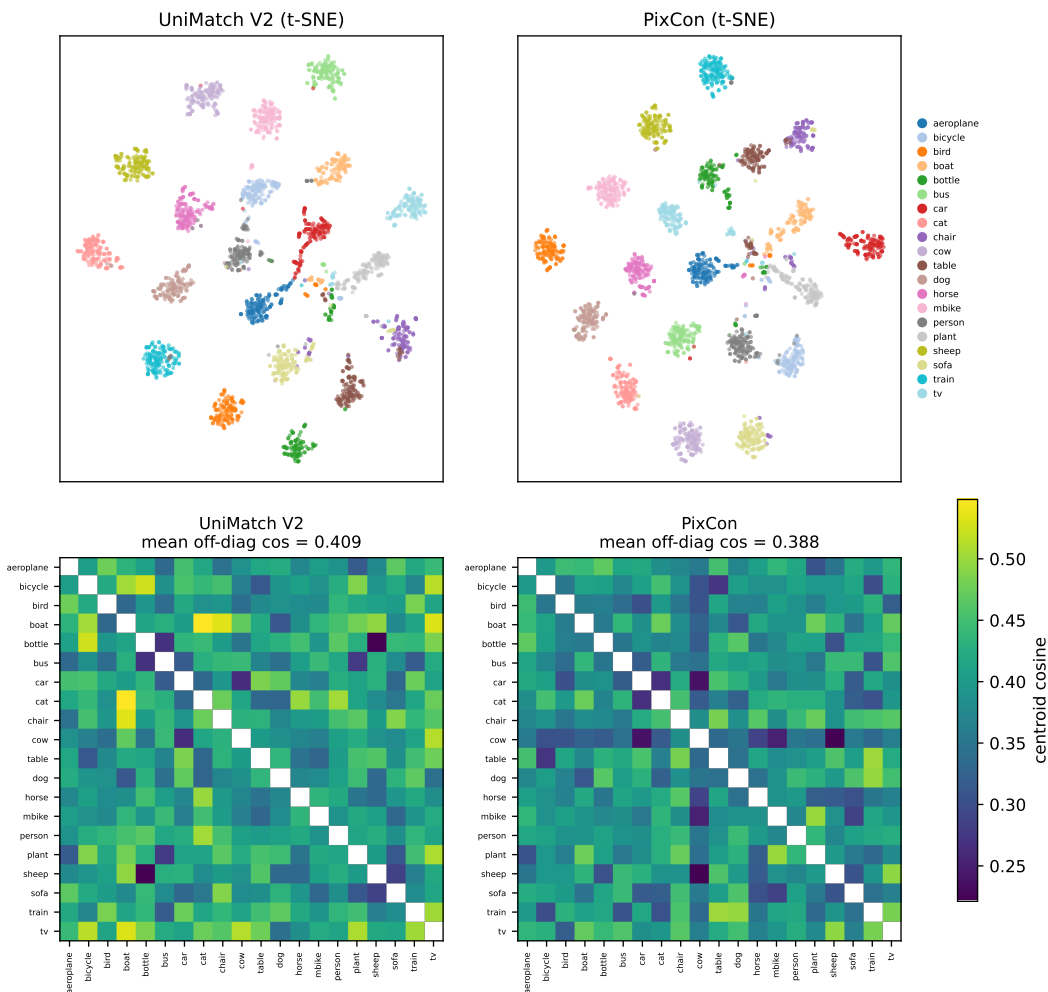 UniMatch V2 (t-SNE)
PixCon (t-SNE)
aeroplane
bicycle
bird
boat
bottle
bus
car
cat
chair
cow
table
dog
horse
mbike
person
plant
sheep
sofa
train
tv
UniMatch V2
mean off-diag cos = 0.409
aeroplane
bicycle
bird
boat
bottle
bus
car
cat
chair
cow
table
dog
horse
mbike
person
plant
sheep
sofa
train
tv
aeroplane
bicycle
bird
boat
bottle
bus
car
cat
chair
cow
table
dog
horse
mbike
person
plant
sheep
sofa
train
tv
PixCon
mean off-diag cos = 0.388
aeroplane
bicycle
bird
boat
bottle
bus
car
cat
chair
cow
table
dog
horse
mbike
person
plant
sheep
sofa
train
tv
aeroplane
bicycle
bird
boat
bottle
bus
car
cat
chair
cow
table
dog
horse
mbike
person
plant
sheep
sofa
train
tv
0.50
0.45
0.40
0.35
0.30
0.25
centroid cosine